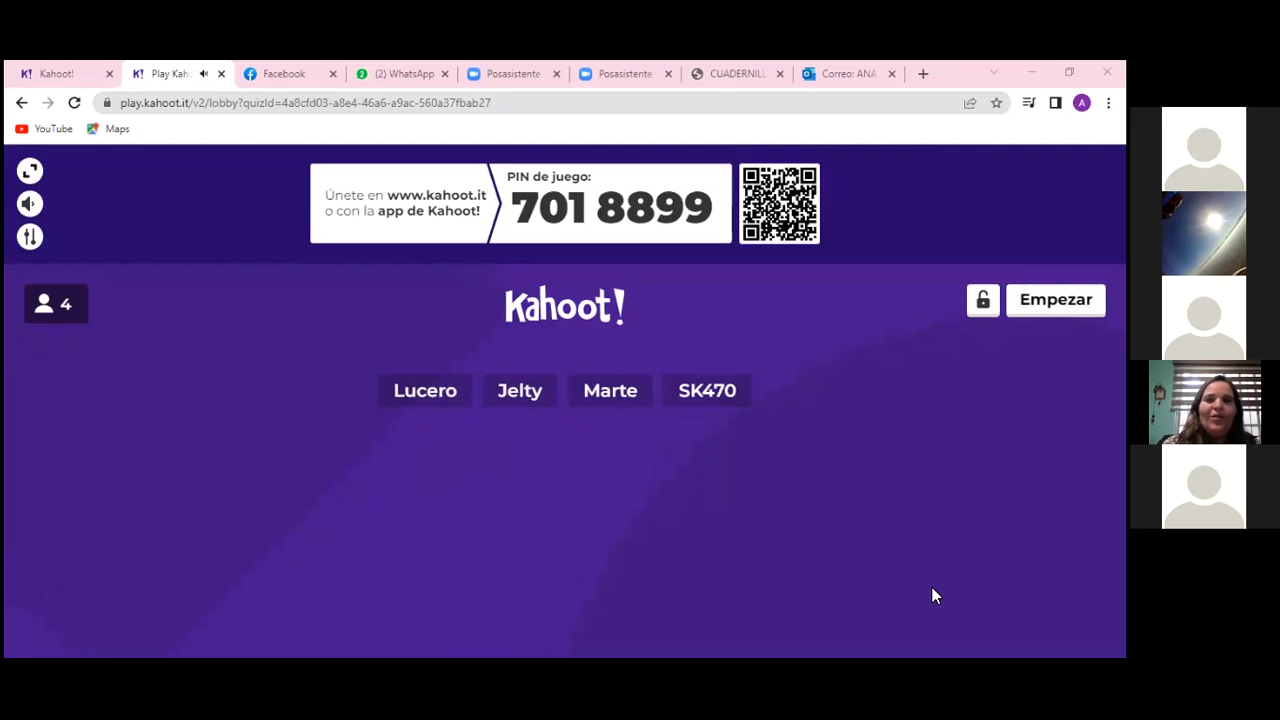 Kahoot!
Play Kah
Facebook
(2) WhatsApp
Posasistente
Posasistente
CUADERNILL
Correo: ANA
play.kahoot.it/v2/lobby?quizId=4a8cfd03-a8e4-46a6-a9ac-560a37fbab27
A
YouTube
Maps
Únete en www.kahoot.it
o con la app de Kahoot!
PIN de juego:
701 8899
4
Kahoot!
Empezar
Lucero
Jelty
Marte
SK470